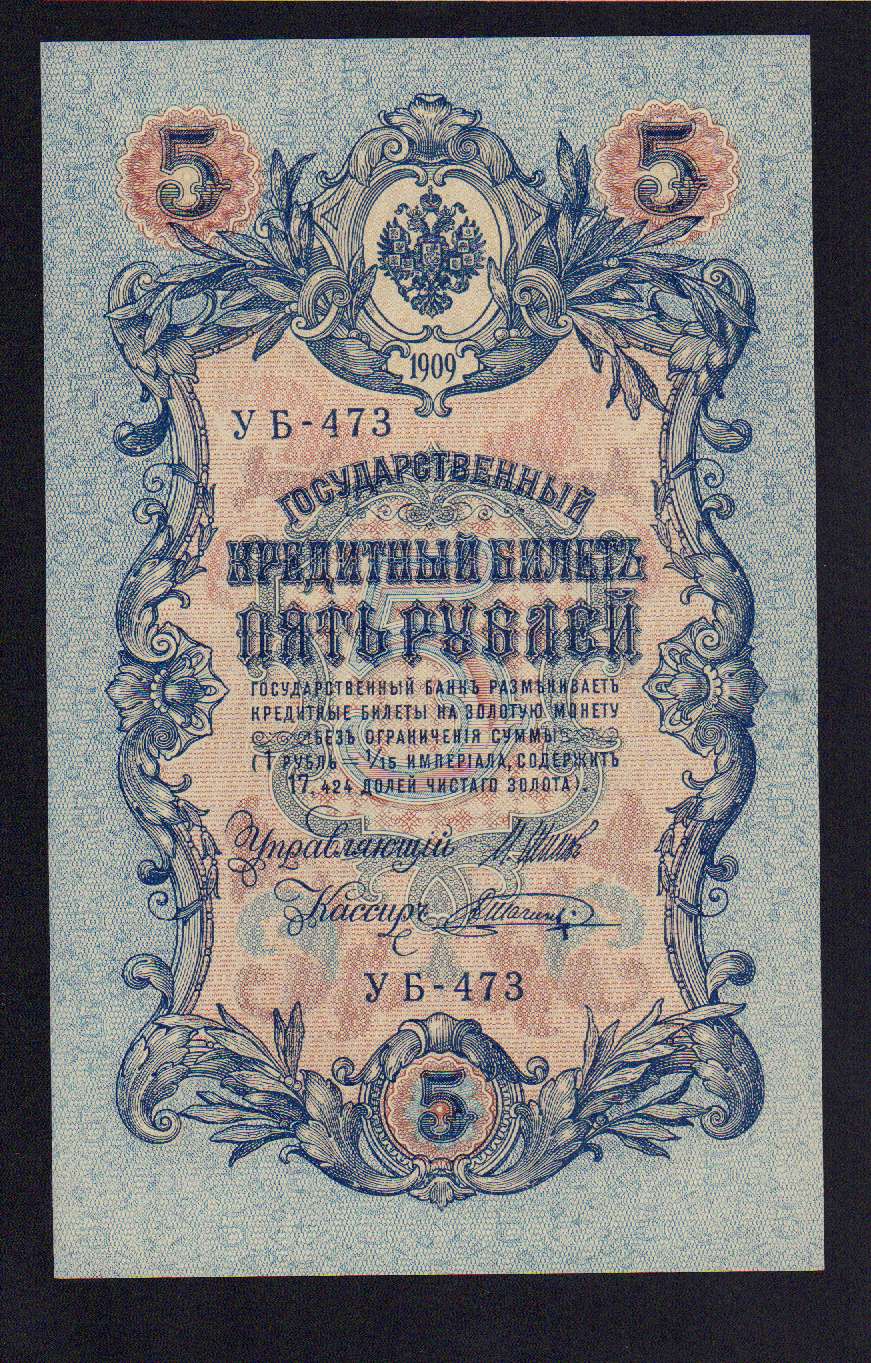 5 5
1909
УБ-473
ГОСУДАРСТВЕННЫЙ
КРЕДИТНЫЙ БИЛЕТЪ
ПЯТЬ РУБЛЕЙ
ГОСУДАРСТВЕННЫЙ БАНКЪ РАЗМѢНИВАЕТЪ
КРЕДИТНЫЕ БИЛЕТЫ НА ЗОЛОТУЮ МОНЕТУ
БЕЗЪ ОГРАНИЧЕНІЯ СУММЫ
(1 РУБЛЬ = 1/15 ИМПЕРІАЛА, СОДЕРЖИТЪ
17,424 ДОЛЕЙ ЧИСТАГО ЗОЛОТА).
Управляющій
Кассиръ
УБ-473
5